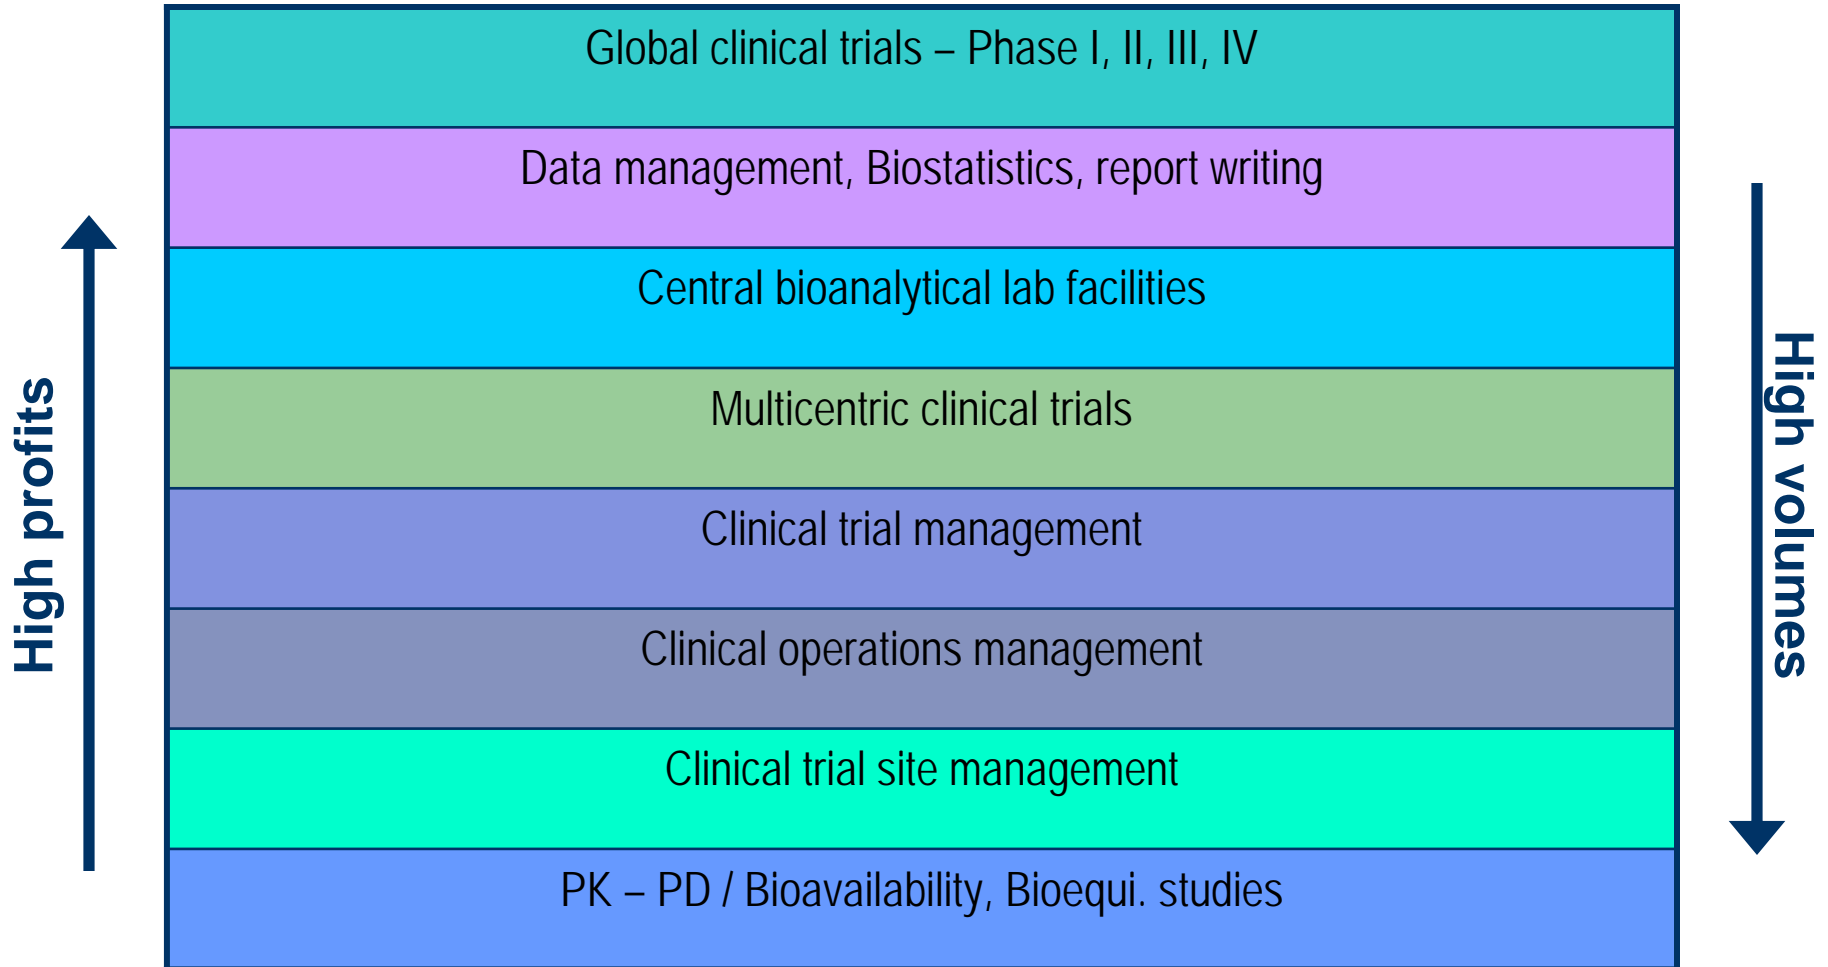 Global clinical trials – Phase I, II, III, IV
Data management, Biostatistics, report writing
Central bioanalytical lab facilities
Multicentric clinical trials
Clinical trial management
Clinical operations management
Clinical trial site management
PK – PD / Bioavailability, Bioequi. studies
High profits
High volumes